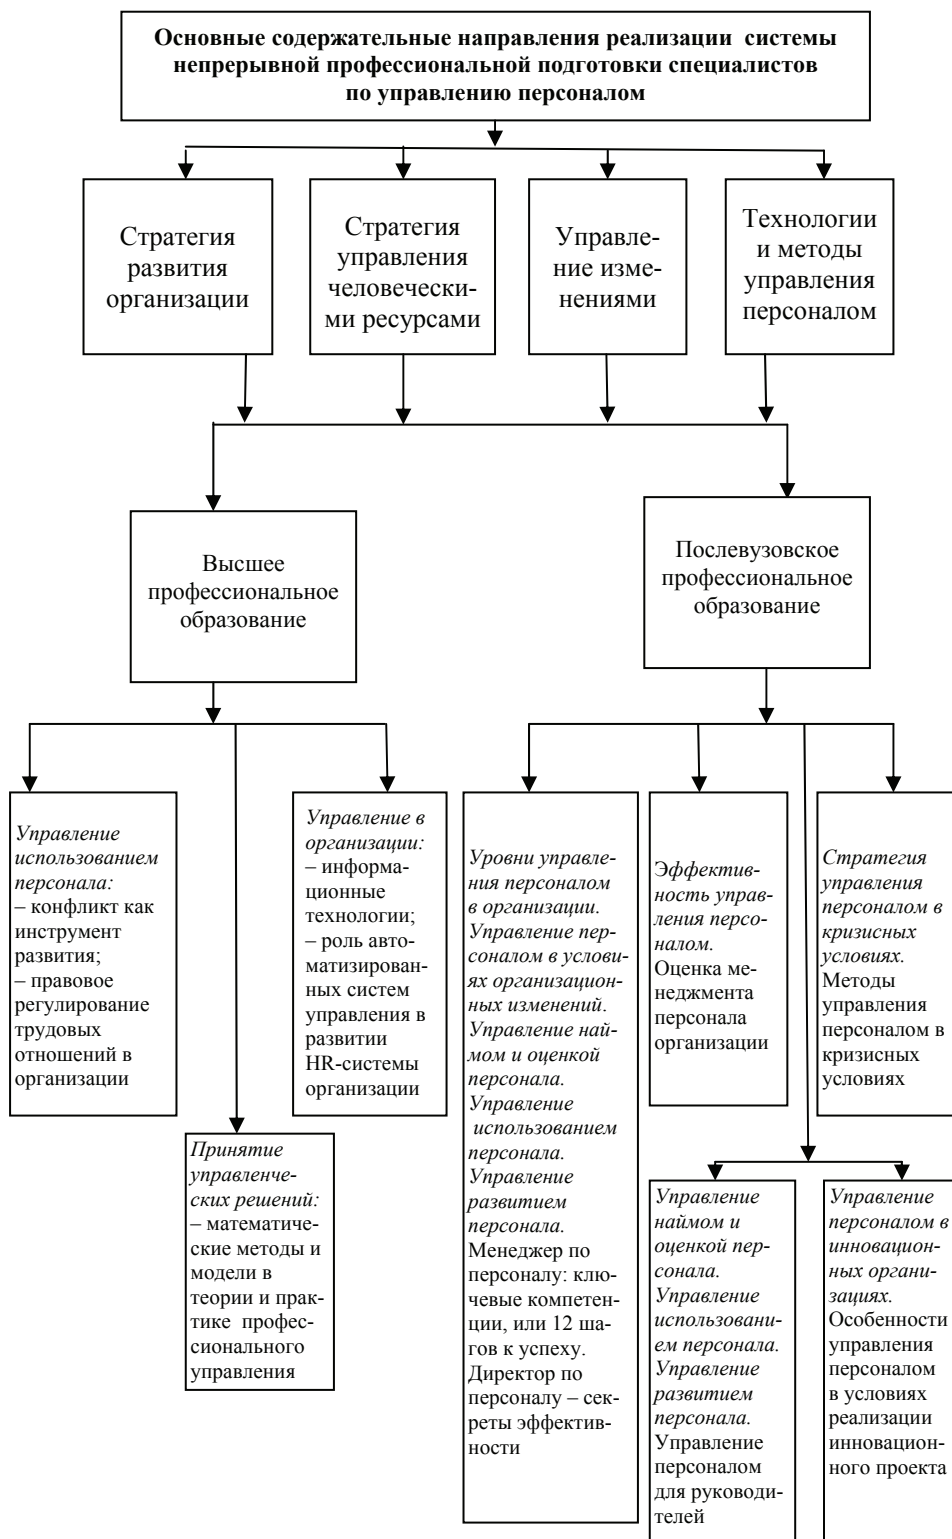 Основные содержательные направления реализации системы
непрерывной профессиональной подготовки специалистов
по управлению персоналом
Стратегия
развития
организации
Стратегия
управления
человечески-
ми ресурсами
Управле-
ние изме-
нениями
Технологии
и методы
управления
персоналом
Высшее
профессиональное
образование
Послевузовское
профессиональное
образование
Управление
использованием
персонала:
– конфликт как
инструмент
развития;
– правовое
регулирование
трудовых
отношений в
организации
Принятие
управленче-
ских решений:
– математиче-
ские методы и
модели в
теории и прак-
тике профес-
сионального
управления
Управление в
организации:
– информа-
ционные
технологии;
– роль авто-
матизирован-
ных систем
управления в
развитии
HR-системы
организации
Уровни управле-
ния персоналом
в организации.
Управление пер-
соналом в услови-
ях организацион-
ных изменений.
Управление най-
мом и оценкой
персонала.
Управление
использованием
персонала.
Управление
развитием
персонала.
Менеджер по
персоналу: клю-
чевые компетен-
ции, или 12 ша-
гов к успеху.
Директор по
персоналу – сек-
реты эффектив-
ности
Эффектив-
ность управ-
ления персо-
налом.
Оценка ме-
неджмента
персонала
организации
Стратегия
управления
персоналом в
кризисных
условиях.
Методы
управления
персоналом в
кризисных
условиях
Управление
наймом и
оценкой пер-
сонала.
Управление
использовани-
ем персонала.
Управление
развитием
персонала.
Управление
персоналом
для руководи-
телей
Управление
персоналом в
инновацион-
ных органи-
зациях.
Особенности
управления
персоналом
в условиях
реализации
инновацион-
ного проекта